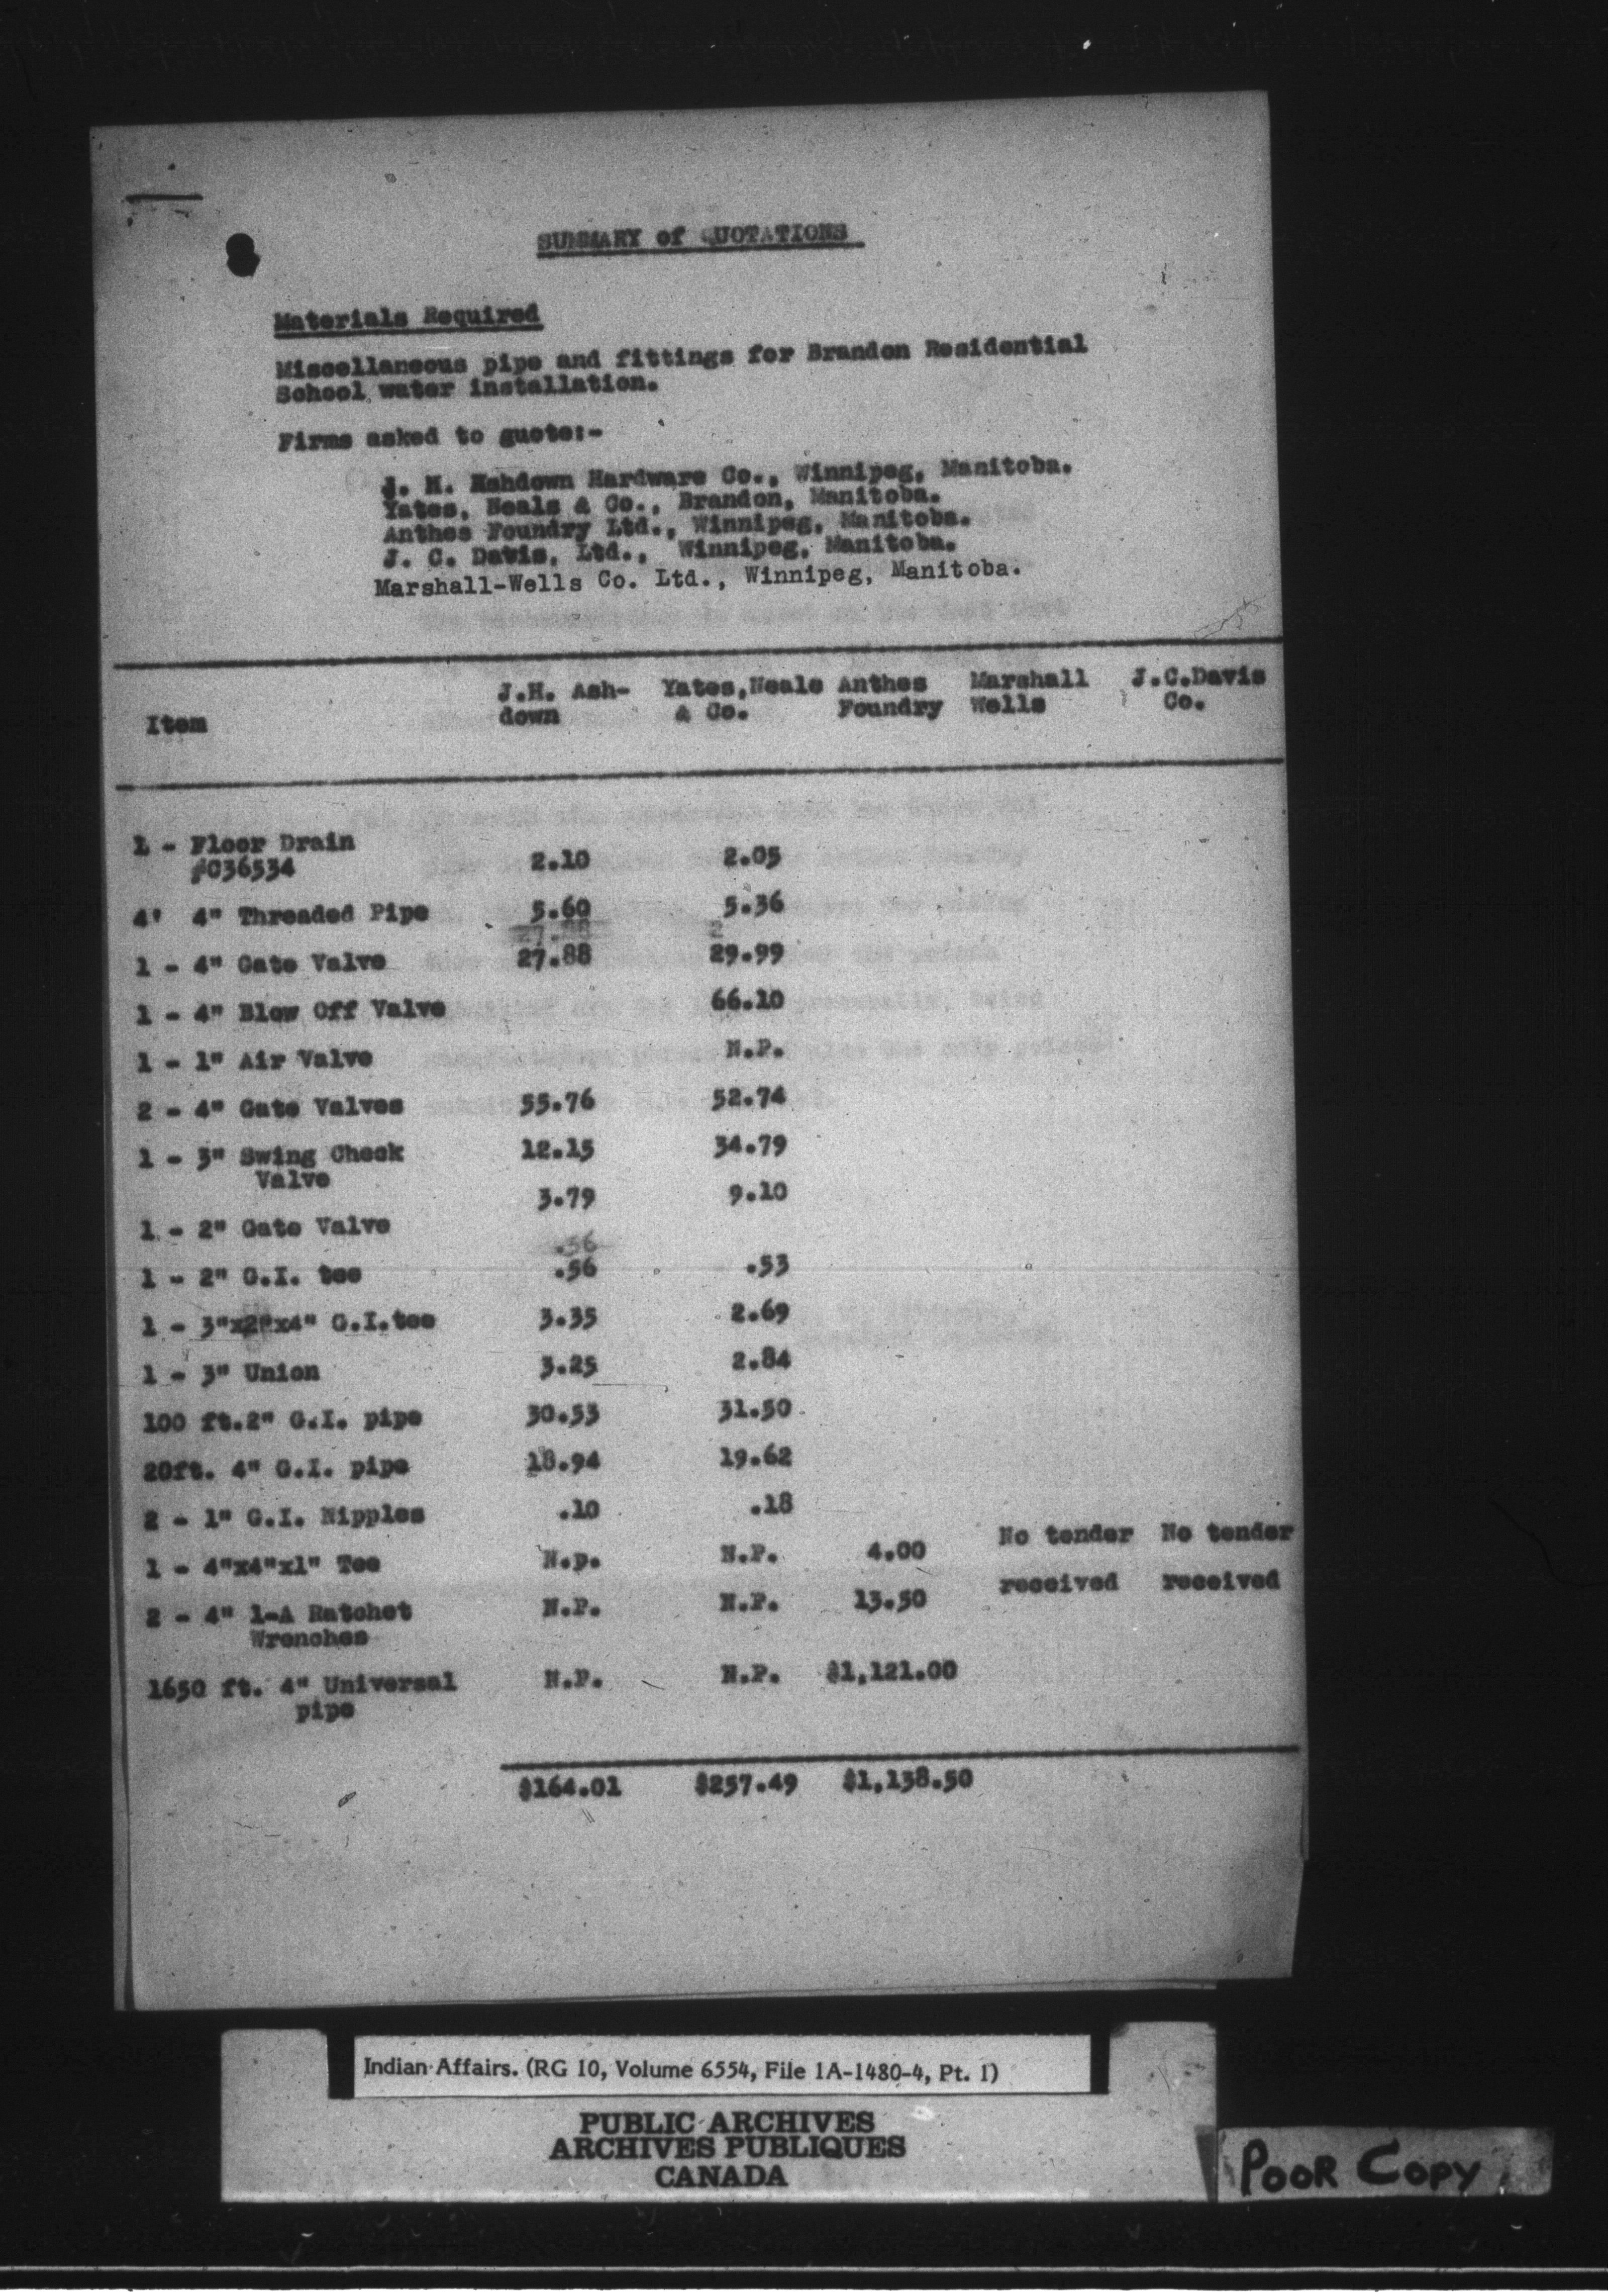 SUMMARY of QUOTATIONS
Materials Required
Miscellaneous pipe and fittings for Brandon Residential
School water installation.
Firms asked to quote:-
J. H. Ashdown Hardware Co., Winnipeg, Manitoba.
Yates, Neale & Co., Brandon, Manitoba.
Anthes Foundry Ltd., Winnipeg, Manitoba.
J. C. Davis, Ltd., Winnipeg, Manitoba.
Marshall-Wells Co. Ltd., Winnipeg, Manitoba.
J.H. Ash- Yates,Neale Anthes Marshall J.C.Davis
Item down & Co. Foundry Wells Co.
1 - Floor Drain
#C36534 2.10 2.05
4' 4" Threaded Pipe 5.60 5.36
1 - 4" Gate Valve 27.88 29.99
1 - 4" Blow Off Valve 66.10
1 - 1" Air Valve N.P.
2 - 4" Gate Valves 55.76 52.74
1 - 3" Swing Check 12.15 34.79
Valve
3.79 9.10
1 - 2" Gate Valve
1 - 2" G.I. tee .56 .53
1 - 3"x2"x4" G.I.tee 3.35 2.69
1 - 3" Union 3.25 2.84
100 ft.2" G.I. pipe 30.53 31.50
20ft. 4" G.I. pipe 18.94 19.62
2 - 1" G.I. Nipples .10 .18
1 - 4"x4"x1" Tee N.p. N.P. 4.00 No tender No tender
2 - 4" 1-A Ratchet N.P. N.P. 13.50 received received
Wrenches
1650 ft. 4" Universal N.P. N.P. $1,121.00
pipe
$164.01 $257.49 $1,138.50
Indian Affairs. (RG 10, Volume 6554, File 1A-1480-4, Pt. 1)
PUBLIC ARCHIVES
ARCHIVES PUBLIQUES
CANADA
POOR COPY